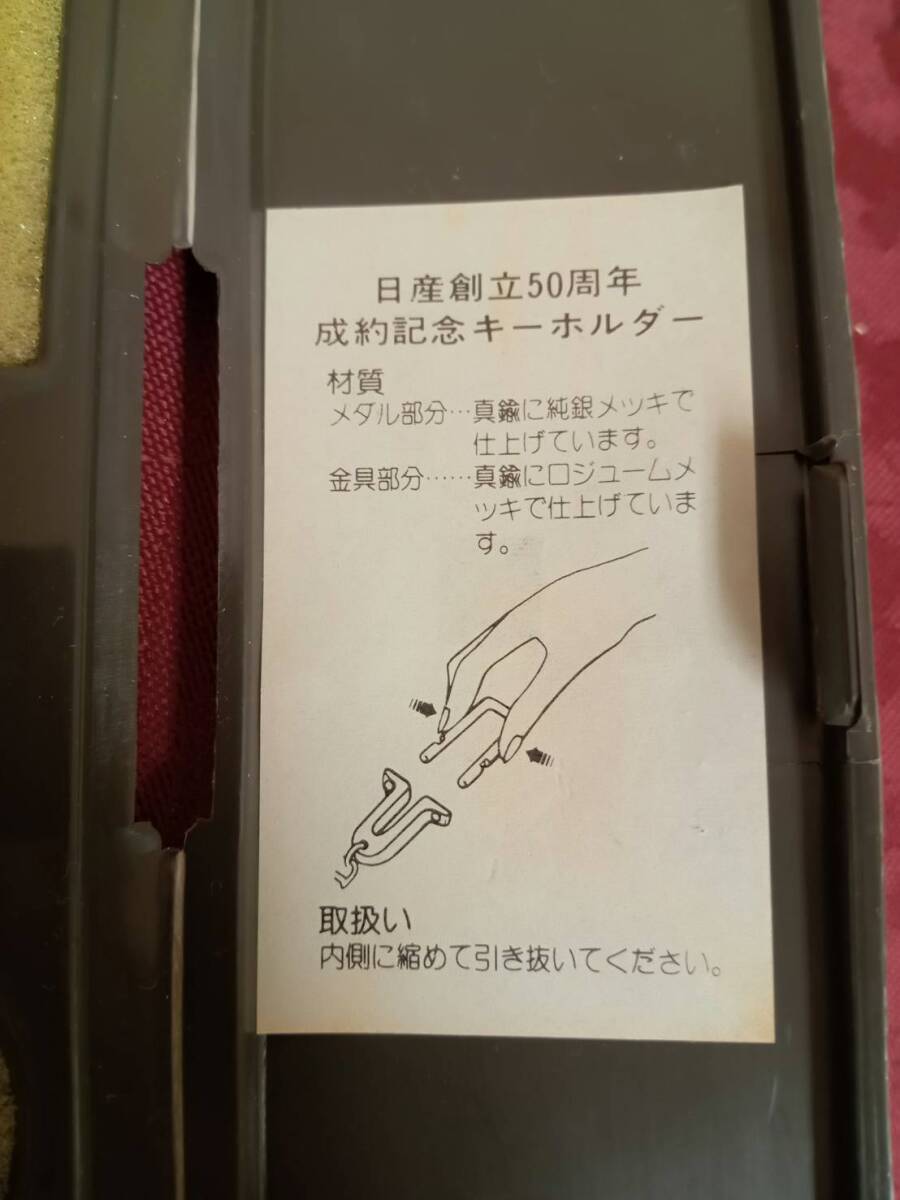 日産創立50周年
成約記念キーホルダー
材質
メダル部分…真鍮に純銀メツキで
仕上げています。
金具部分……真鍮にロジュームメ
ツキで仕上げていま
す。
取扱い
内側に縮めて引き抜いてください。